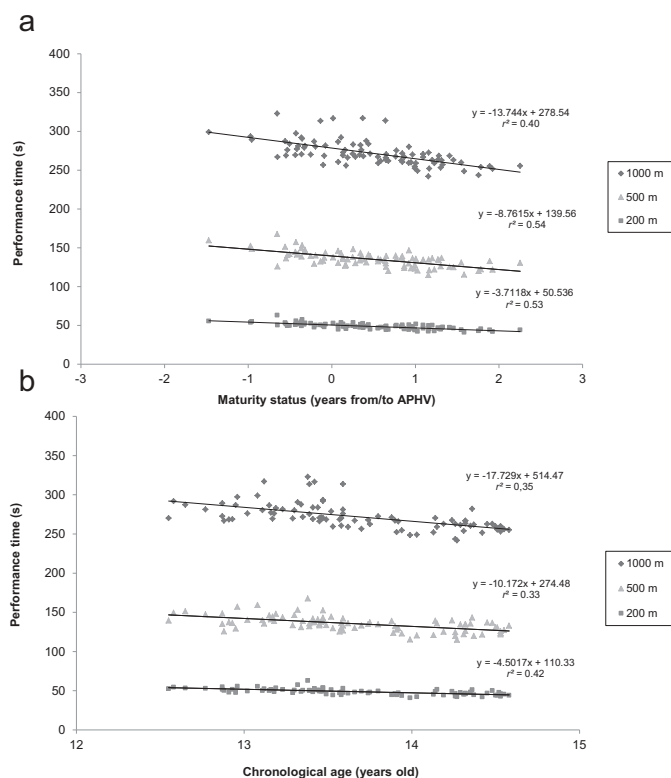 a
400
350
300
250
200
150
100
50
0
Performance time (s)
y = -13.744x + 278.54
r² = 0.40
y = -8.7615x + 139.56
r² = 0.54
y = -3.7118x + 50.536
r² = 0.53
1000 m
500 m
200 m
-3 -2 -1 0 1 2 3
Maturity status (years from/to APHV)
b
400
350
300
250
200
150
100
50
0
Performance time (s)
y = -17.729x + 514.47
r² = 0,35
y = -10.172x + 274.48
r² = 0.33
y = -4.5017x + 110.33
r² = 0.42
1000 m
500 m
200 m
12 13 14 15
Chronological age (years old)